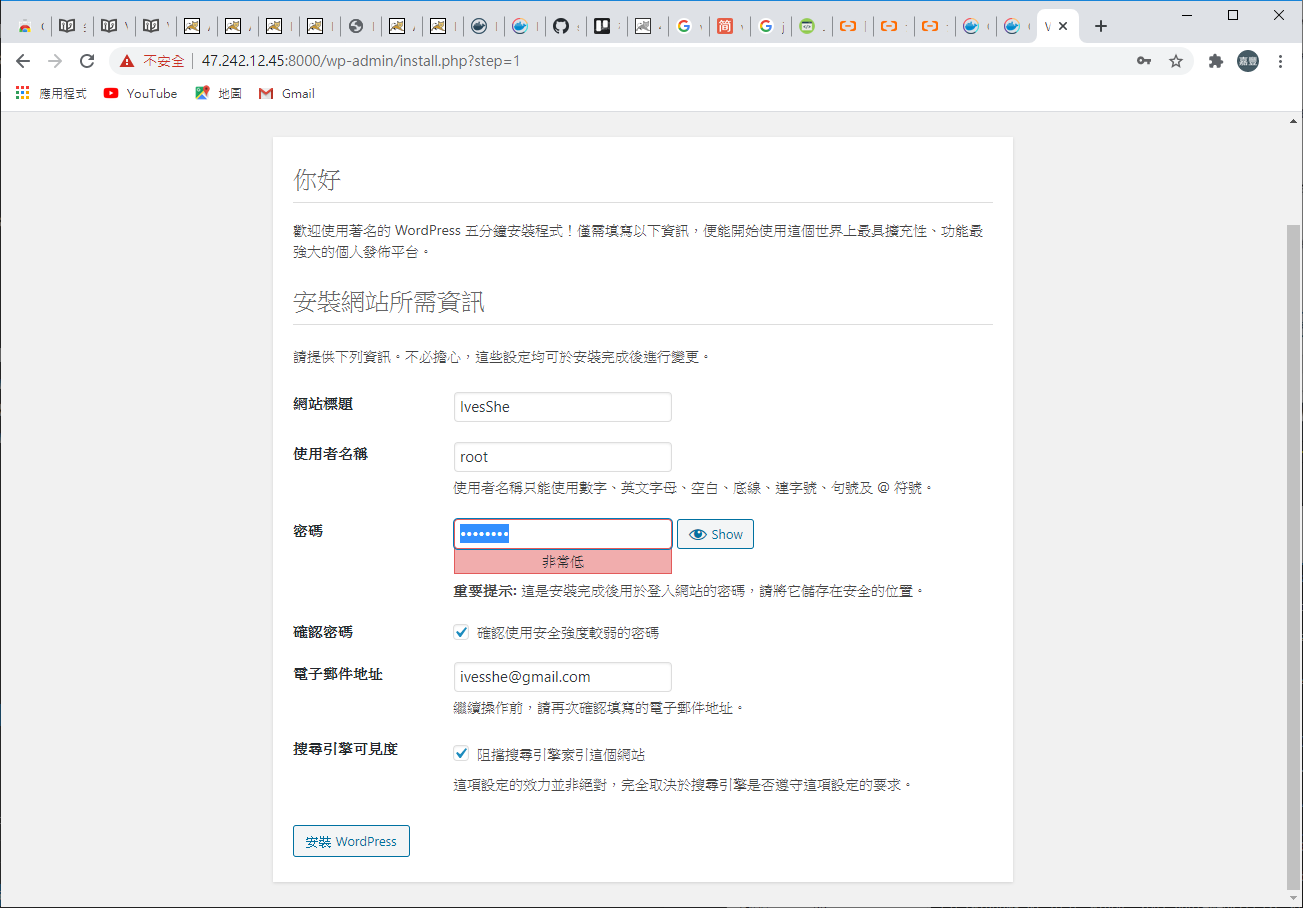 不安全
47.242.12.45:8000/wp-admin/install.php?step=1
嘉豐
應用程式
YouTube
地圖
Gmail
你好
歡迎使用著名的 WordPress 五分鐘安裝程式！僅需填寫以下資訊，便能開始使用這個世界上最具擴充性、功能最
強大的個人發佈平台。
安裝網站所需資訊
請提供下列資訊。不必擔心，這些設定均可於安裝完成後進行變更。
網站標題
IvesShe
使用者名稱
root
使用者名稱只能使用數字、英文字母、空白、底線、連字號、句號及 @ 符號。
密碼
••••••••
Show
非常低
重要提示: 這是安裝完成後用於登入網站的密碼，請將它儲存在安全的位置。
確認密碼
確認使用安全強度較弱的密碼
電子郵件地址
ivesshe@gmail.com
繼續操作前，請再次確認填寫的電子郵件地址。
搜尋引擎可見度
阻擋搜尋引擎索引這個網站
這項設定的效力並非絕對，完全取決於搜尋引擎是否遵守這項設定的要求。
安裝 WordPress